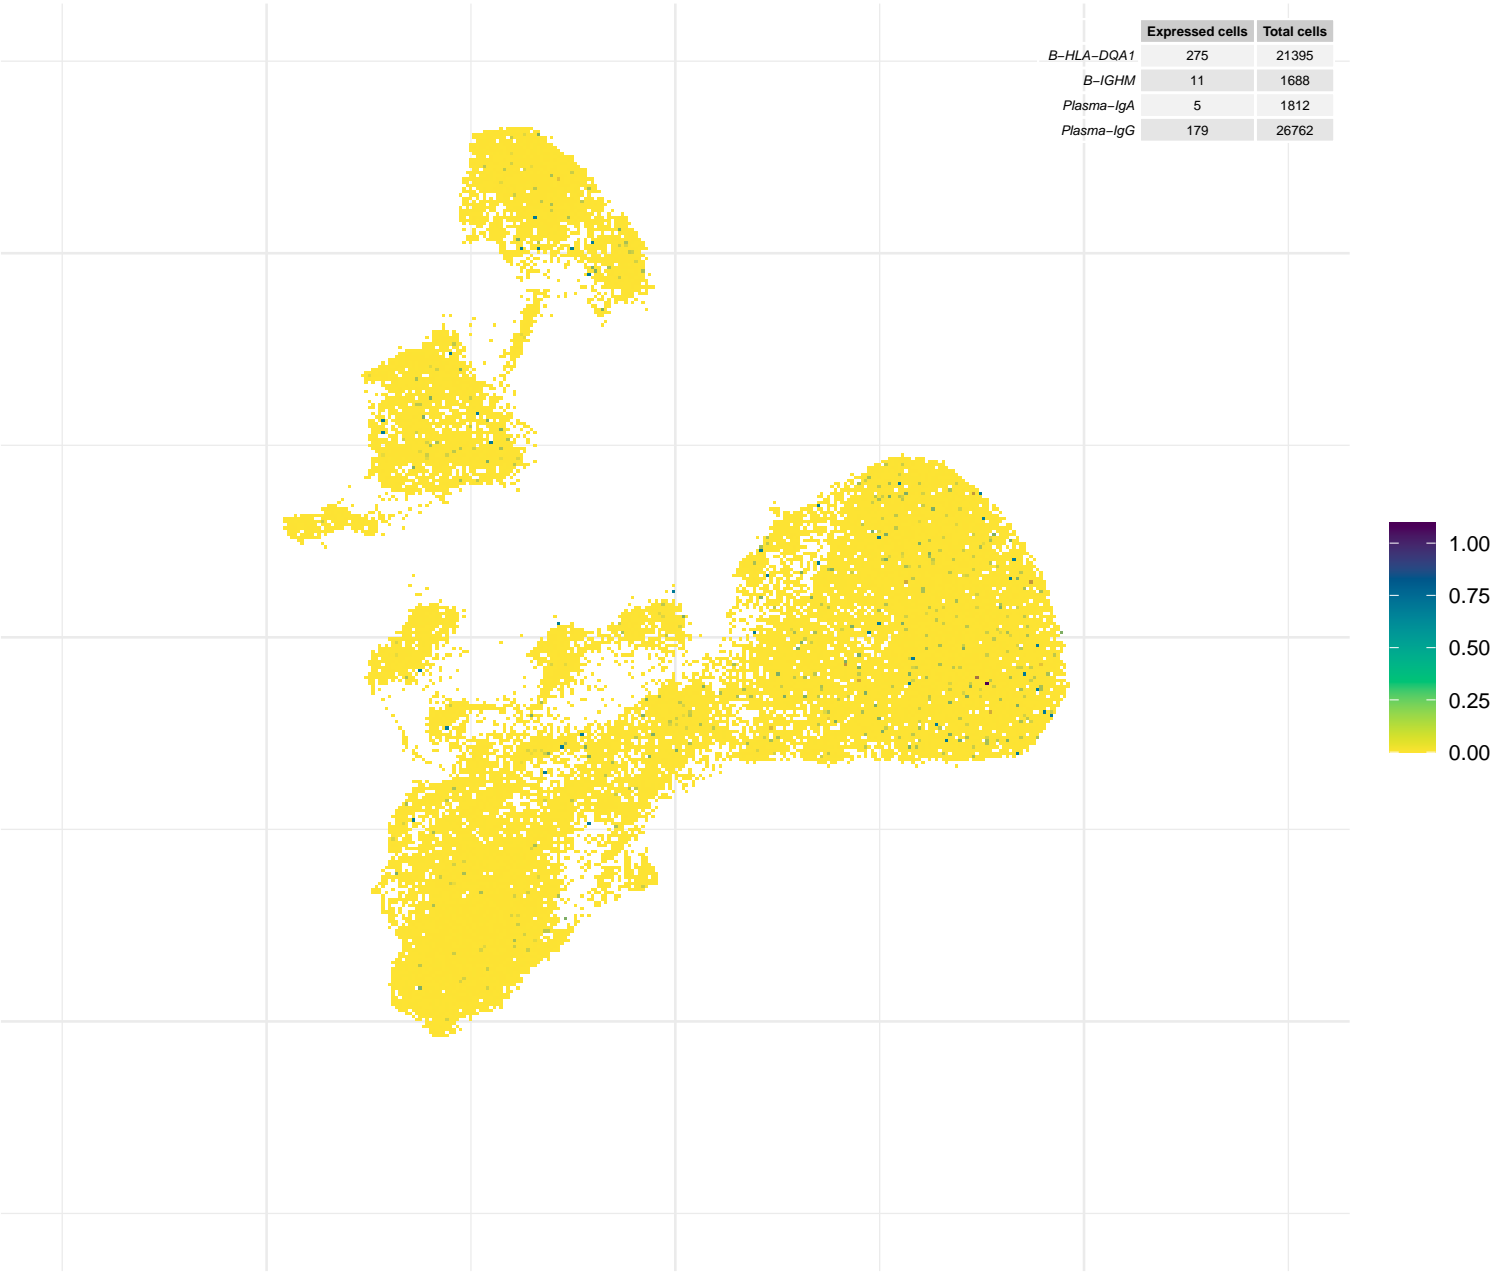 Expressed cells Total cells
B−HLA−DQA1 275 21395
B−IGHM 11 1688
Plasma−IgA 5 1812
Plasma−IgG 179 26762
1.00
0.75
0.50
0.25
0.00